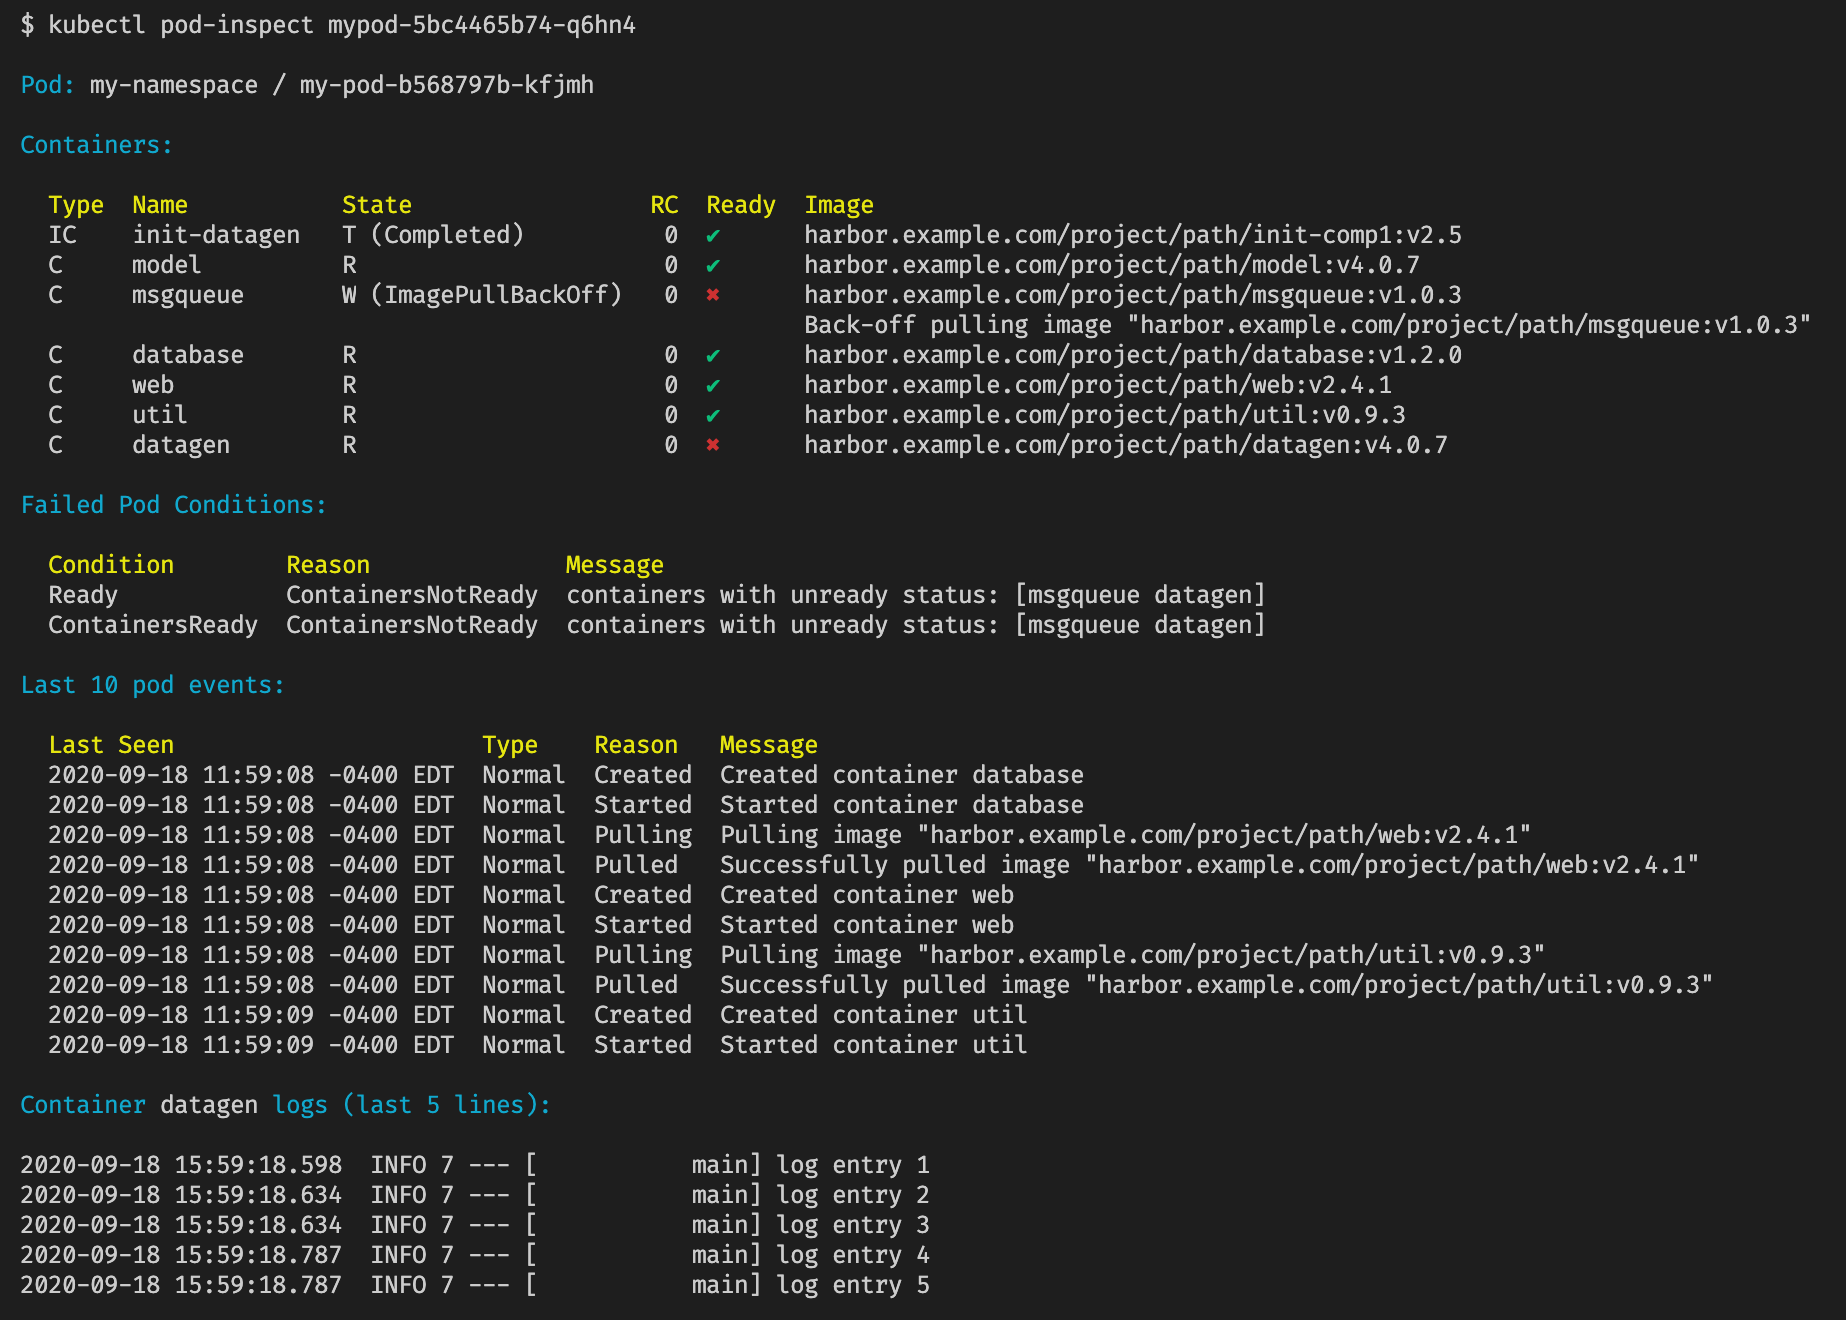 $ kubectl pod-inspect mypod-5bc4465b74-q6hn4
Pod: my-namespace / my-pod-b568797b-kfjmh
Containers:
Type  Name           State                 RC  Ready  Image
IC    init-datagen   T (Completed)          0  ✔      harbor.example.com/project/path/init-comp1:v2.5
C     model          R                      0  ✔      harbor.example.com/project/path/model:v4.0.7
C     msgqueue       W (ImagePullBackOff)   0  ✖      harbor.example.com/project/path/msgqueue:v1.0.3
Back-off pulling image "harbor.example.com/project/path/msgqueue:v1.0.3"
C     database       R                      0  ✔      harbor.example.com/project/path/database:v1.2.0
C     web            R                      0  ✔      harbor.example.com/project/path/web:v2.4.1
C     util           R                      0  ✔      harbor.example.com/project/path/util:v0.9.3
C     datagen        R                      0  ✖      harbor.example.com/project/path/datagen:v4.0.7
Failed Pod Conditions:
Condition        Reason              Message
Ready            ContainersNotReady  containers with unready status: [msgqueue datagen]
ContainersReady  ContainersNotReady  containers with unready status: [msgqueue datagen]
Last 10 pod events:
Last Seen                      Type    Reason   Message
2020-09-18 11:59:08 -0400 EDT  Normal  Created  Created container database
2020-09-18 11:59:08 -0400 EDT  Normal  Started  Started container database
2020-09-18 11:59:08 -0400 EDT  Normal  Pulling  Pulling image "harbor.example.com/project/path/web:v2.4.1"
2020-09-18 11:59:08 -0400 EDT  Normal  Pulled   Successfully pulled image "harbor.example.com/project/path/web:v2.4.1"
2020-09-18 11:59:08 -0400 EDT  Normal  Created  Created container web
2020-09-18 11:59:08 -0400 EDT  Normal  Started  Started container web
2020-09-18 11:59:08 -0400 EDT  Normal  Pulling  Pulling image "harbor.example.com/project/path/util:v0.9.3"
2020-09-18 11:59:08 -0400 EDT  Normal  Pulled   Successfully pulled image "harbor.example.com/project/path/util:v0.9.3"
2020-09-18 11:59:09 -0400 EDT  Normal  Created  Created container util
2020-09-18 11:59:09 -0400 EDT  Normal  Started  Started container util
Container datagen logs (last 5 lines):
2020-09-18 15:59:18.598  INFO 7 --- [           main] log entry 1
2020-09-18 15:59:18.634  INFO 7 --- [           main] log entry 2
2020-09-18 15:59:18.634  INFO 7 --- [           main] log entry 3
2020-09-18 15:59:18.787  INFO 7 --- [           main] log entry 4
2020-09-18 15:59:18.787  INFO 7 --- [           main] log entry 5